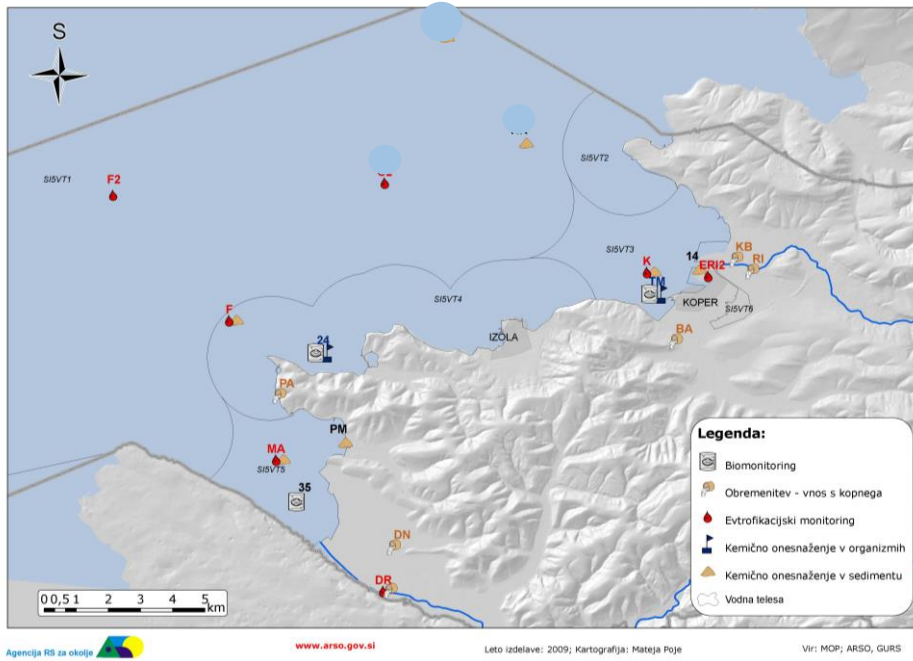 S
SI5VT1
F2
SI5VT2
SI5VT3
K
14
ERI2
KB
RI
TM
KOPER
SI5VT6
SI5VT4
F
24
IZOLA
BA
PA
PM
MA
SI5VT5
35
DN
DR
Legenda:
Biomonitoring
Obremenitev - vnos s kopnega
Evtrofikacijski monitoring
Kemično onesnaženje v organizmih
Kemično onesnaženje v sedimentu
Vodna telesa
0 0,5 1 2 3 4 5
km
Agencija RS za okolje
www.arso.gov.si
Leto izdelave: 2009; Kartografija: Mateja Poje
Vir: MOP; ARSO, GURS